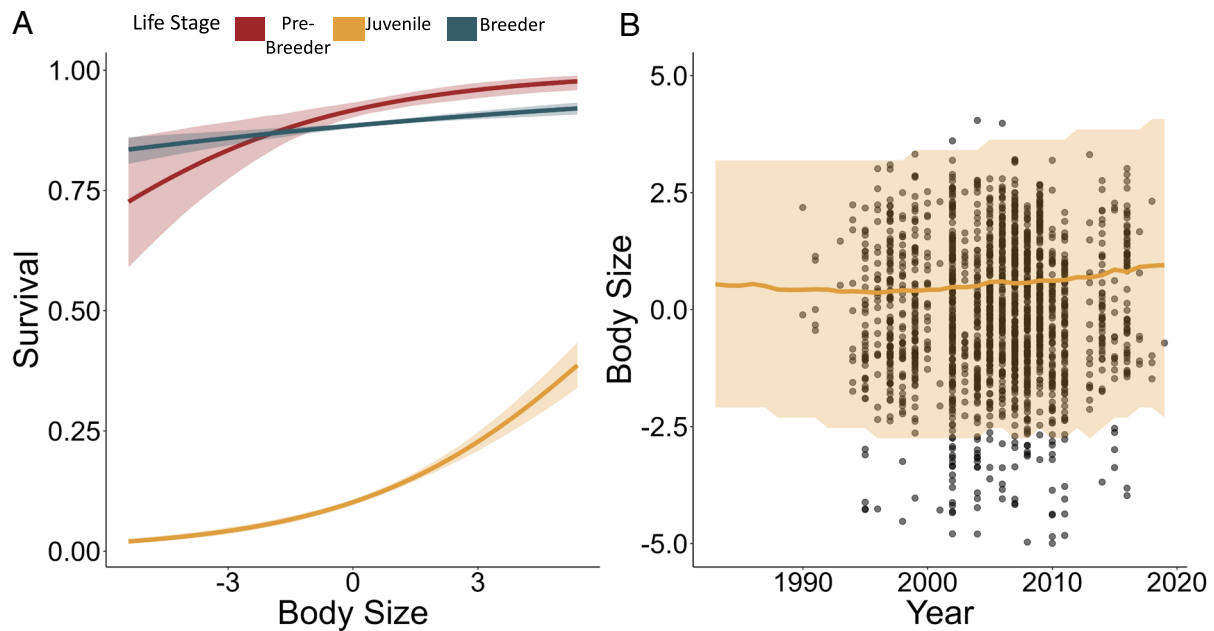 A
Life Stage
Pre-
Breeder
Juvenile
Breeder
1.00
0.75
0.50
0.25
0.00
Survival
-3
0
3
Body Size
B
5.0
2.5
0.0
-2.5
-5.0
Body Size
1990
2000
2010
2020
Year